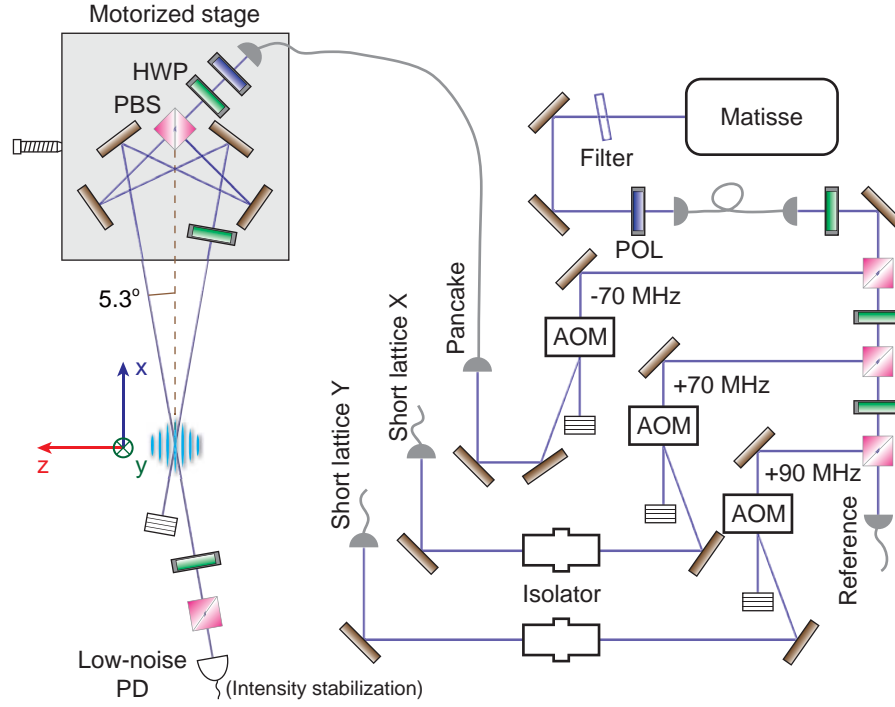 Motorized stage
HWP
PBS
Matisse
Filter
POL
5.3°
-70 MHz
AOM
Pancake
Short lattice X
Short lattice Y
+70 MHz
AOM
+90 MHz
AOM
x
z
y
Isolator
Reference
Low-noise
PD
(Intensity stabilization)